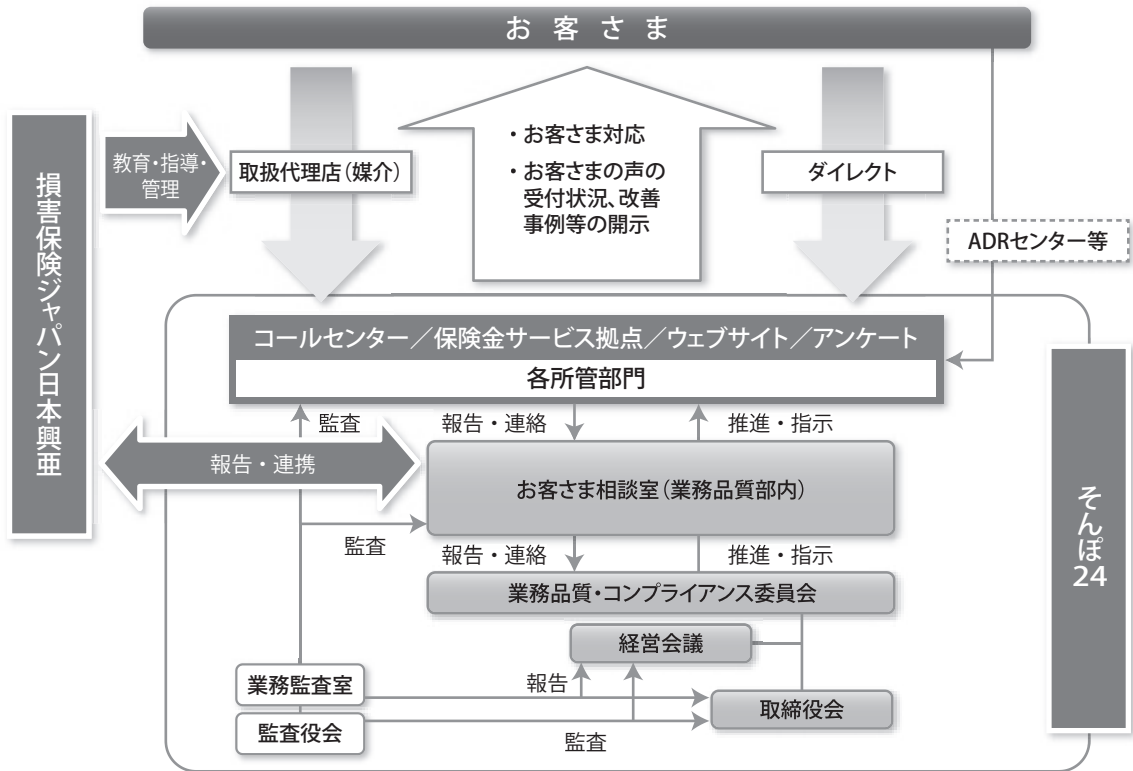 お客さま
教育・指導・
管理
取扱代理店（媒介）
・お客さま対応
・お客さまの声の
受付状況、改善
事例等の開示
ダイレクト
ADRセンター等
損害保険ジャパン日本興亜
コールセンター／保険金サービス拠点／ウェブサイト／アンケート
各所管部門
監査
報告・連絡
推進・指示
報告・連携
お客さま相談室（業務品質部内）
監査
報告・連絡
推進・指示
業務品質・コンプライアンス委員会
経営会議
業務監査室
報告
取締役会
監査役会
監査
そんぽ24